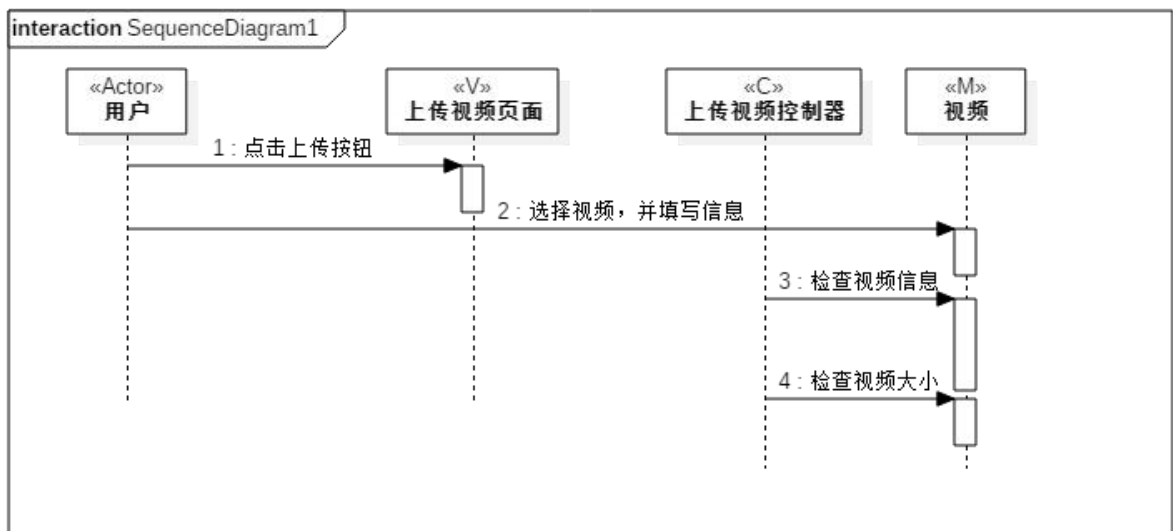 interaction SequenceDiagram1
«Actor»
用户
«V»
上传视频页面
«C»
上传视频控制器
«M»
视频
1 : 点击上传按钮
2 : 选择视频，并填写信息
3 : 检查视频信息
4 : 检查视频大小